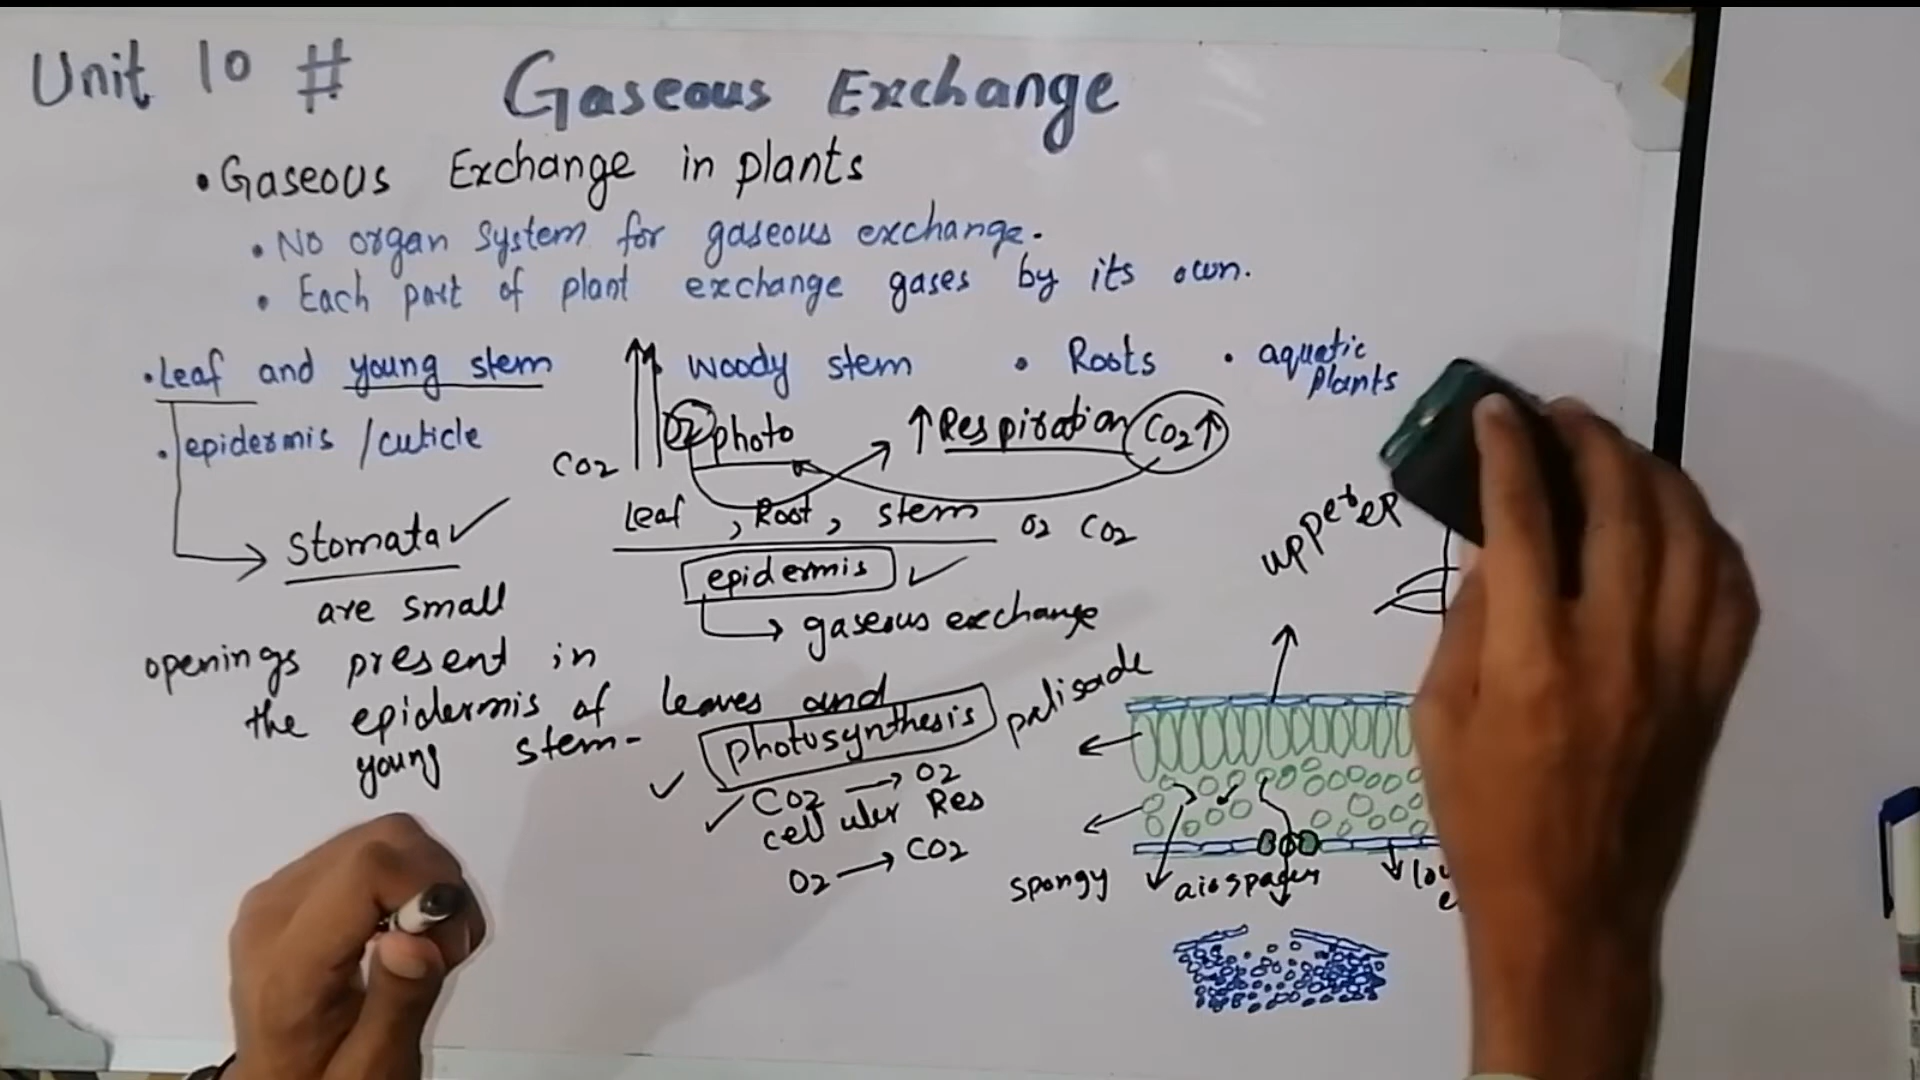 Unit 10 # Gaseous Exchange
• Gaseous Exchange in plants
• No organ system for gaseous exchange.
• Each part of plant exchange gases by its own.
• Leaf and young stem
• epidermis / cuticle
Stomata ✓
are small
openings present in
the epidermis of leaves and
young stem-
woody stem
• Roots
• aquatic
plants
CO2
O2 photo
↑ Respiration CO2↑
Leaf, Root, stem
O2 CO2
epidermis ✓
gaseous exchange
photosynthesis
✓ ✓ CO2 → O2
cellular Res
O2 → CO2
upper ep
palisade
spongy